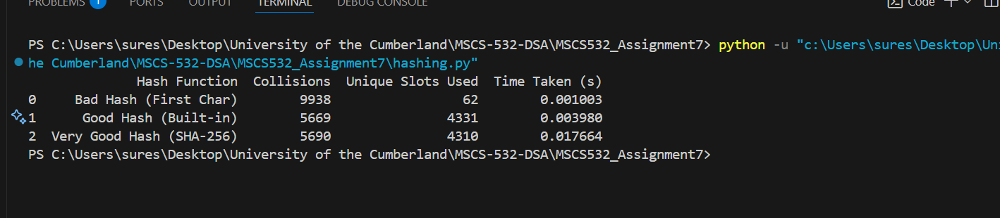 PROBLEMS 1 PORTS OUTPUT TERMINAL DEBUG CONSOLE Code
PS C:\Users\sures\Desktop\University of the Cumberland\MSCS-532-DSA\MSCS532_Assignment7> python -u "c:\Users\sures\Desktop\Uni
he Cumberland\MSCS-532-DSA\MSCS532_Assignment7\hashing.py"
Hash Function Collisions Unique Slots Used Time Taken (s)
0 Bad Hash (First Char) 9938 62 0.001003
1 Good Hash (Built-in) 5669 4331 0.003980
2 Very Good Hash (SHA-256) 5690 4310 0.017664
PS C:\Users\sures\Desktop\University of the Cumberland\MSCS-532-DSA\MSCS532_Assignment7>